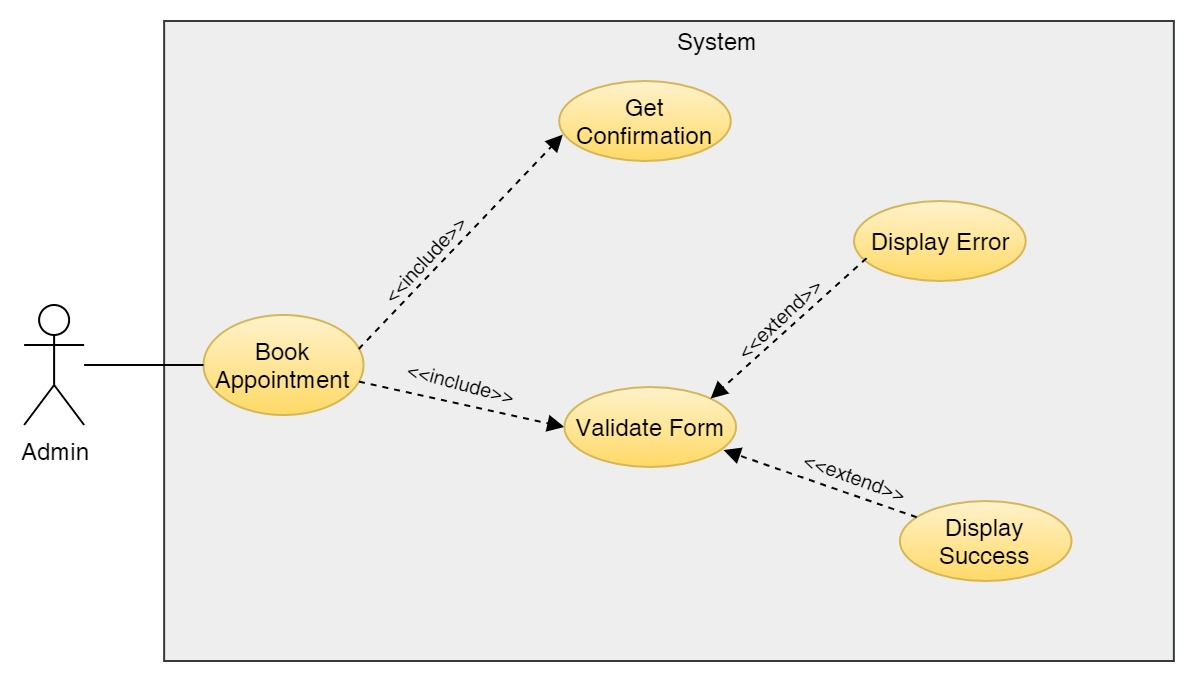 System
Get
Confirmation
<<include>>
Display Error
<<extend>>
Book
Appointment
<<include>>
Validate Form
Admin
<<extend>>
Display
Success